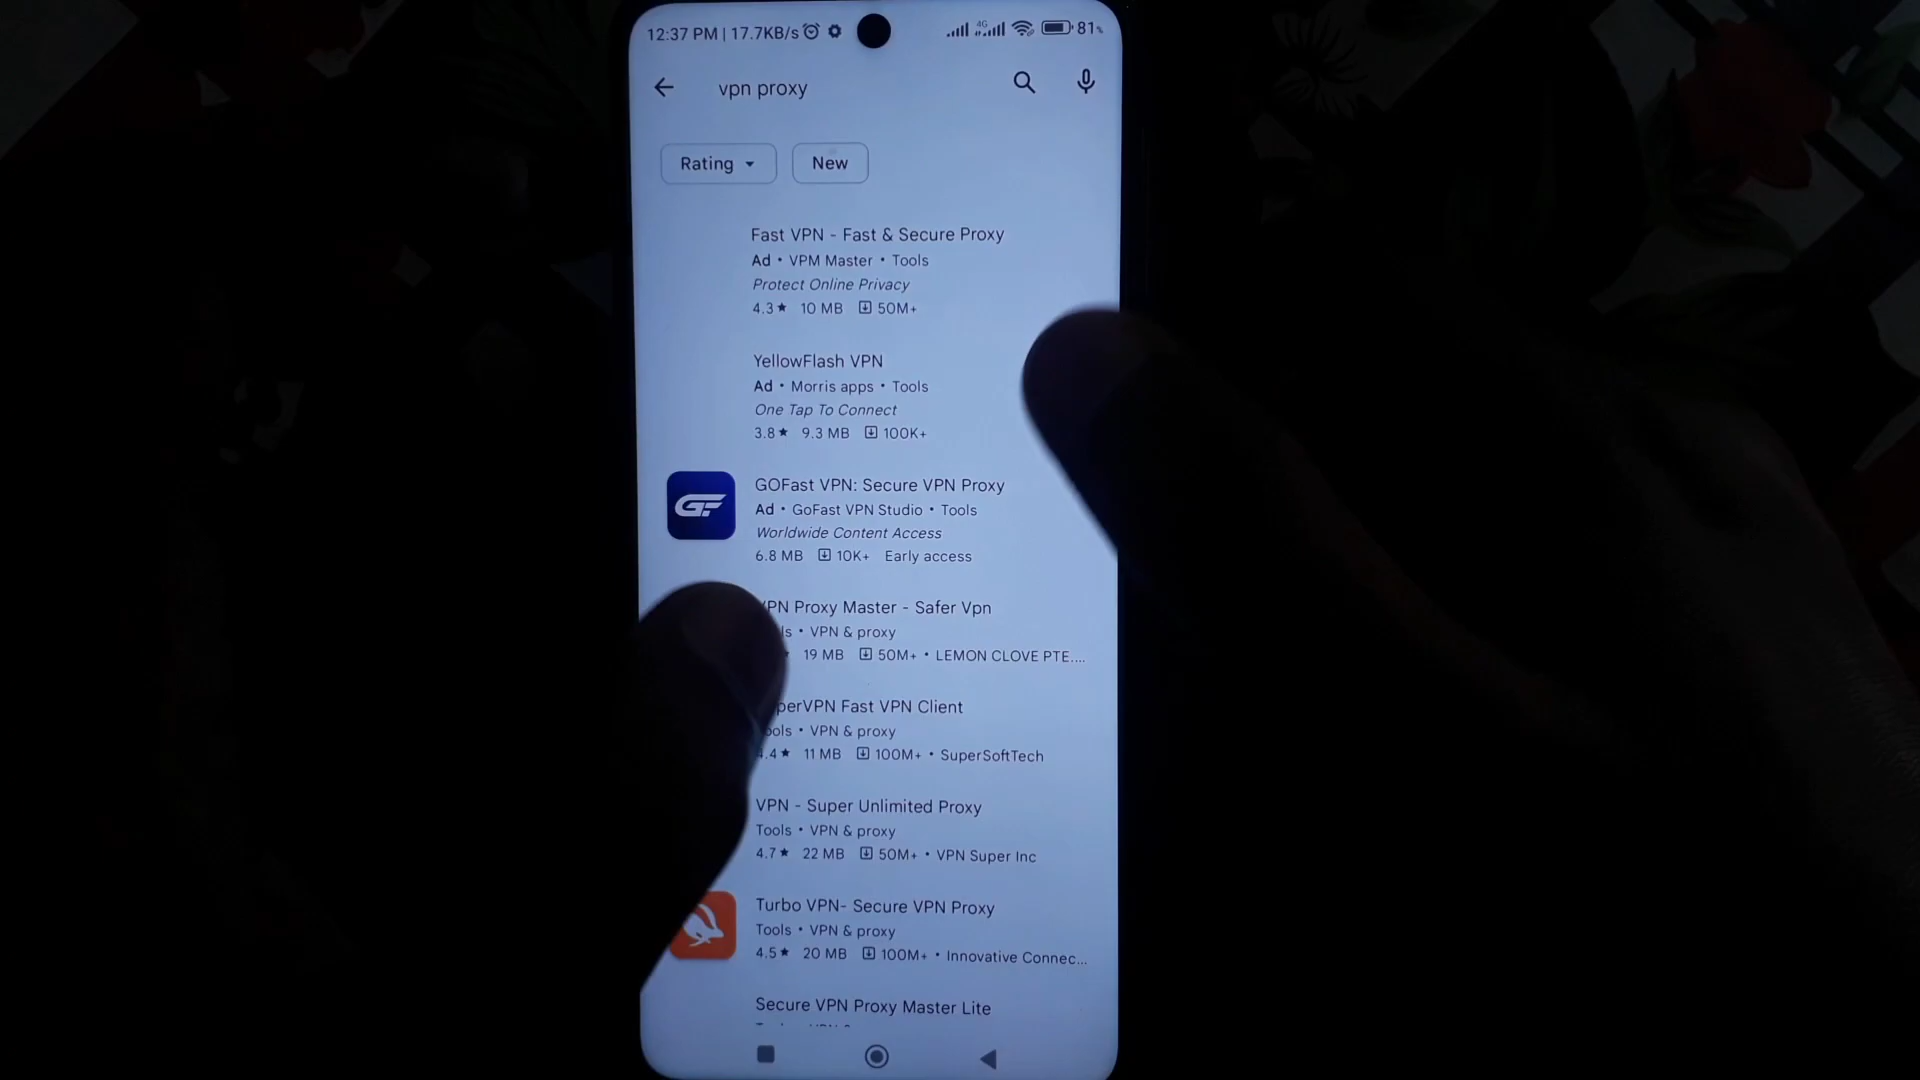 12:37 PM | 17.7KB/s 4G 81%
vpn proxy
Rating New
Fast VPN - Fast & Secure Proxy
Ad • VPM Master • Tools
Protect Online Privacy
4.3★ 10 MB 50M+
YellowFlash VPN
Ad • Morris apps • Tools
One Tap To Connect
3.8★ 9.3 MB 100K+
GF
GOFast VPN: Secure VPN Proxy
Ad • GoFast VPN Studio • Tools
Worldwide Content Access
6.8 MB 10K+ Early access
VPN Proxy Master - Safer Vpn
• VPN & proxy
19 MB 50M+ • LEMON CLOVE PTE....
Fast VPN Client
Tools • VPN & proxy
4.4★ 11 MB 100M+ • SuperSoftTech
VPN - Super Unlimited Proxy
Tools • VPN & proxy
4.7★ 22 MB 50M+ • VPN Super Inc
Turbo VPN- Secure VPN Proxy
Tools • VPN & proxy
4.5★ 20 MB 100M+ • Innovative Connec...
Secure VPN Proxy Master Lite